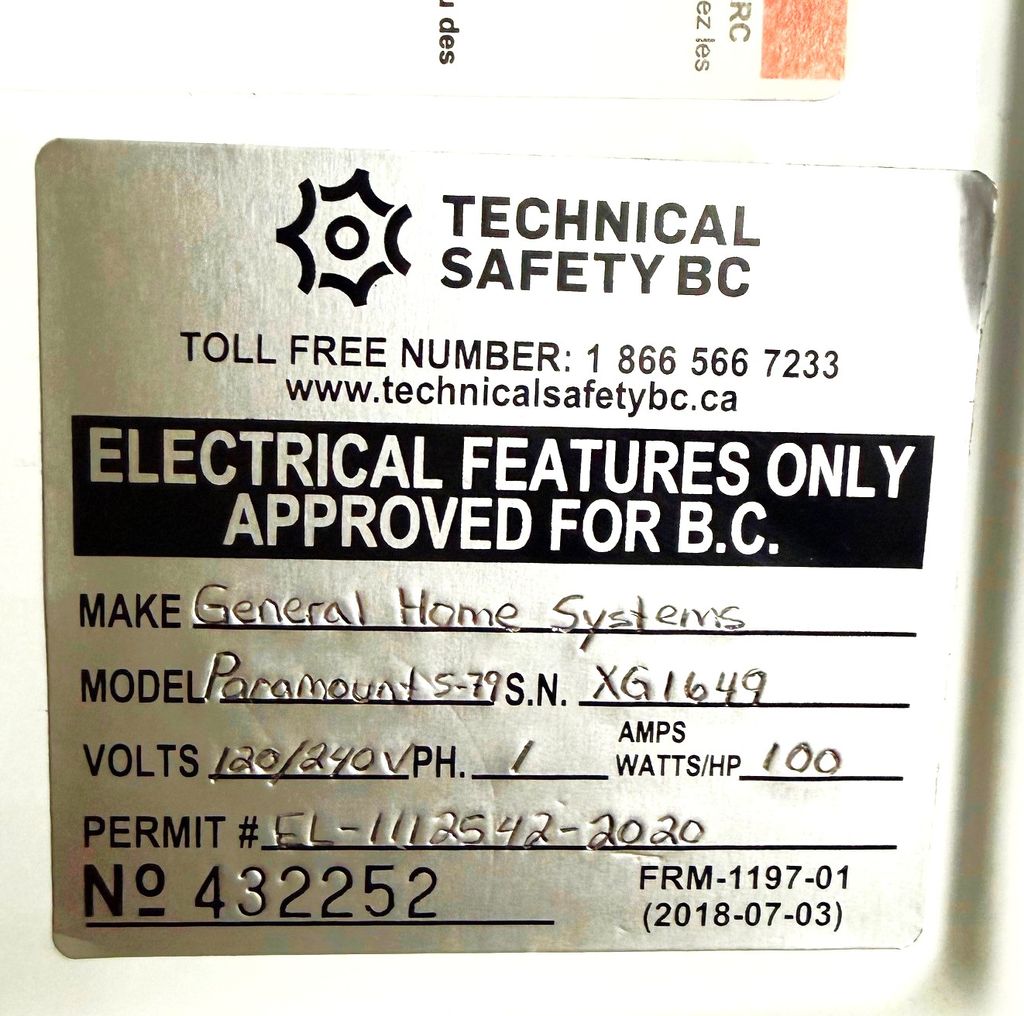 u des
ez les
RC
TECHNICAL
SAFETY BC
TOLL FREE NUMBER: 1 866 566 7233
www.technicalsafetybc.ca
ELECTRICAL FEATURES ONLY
APPROVED FOR B.C.
MAKE General Home Systems
MODEL Paramount S-79 S.N. XG1649
VOLTS 120/240V PH. 1 AMPS WATTS/HP 100
PERMIT # EL-1112542-2020
Nº 432252
FRM-1197-01
(2018-07-03)